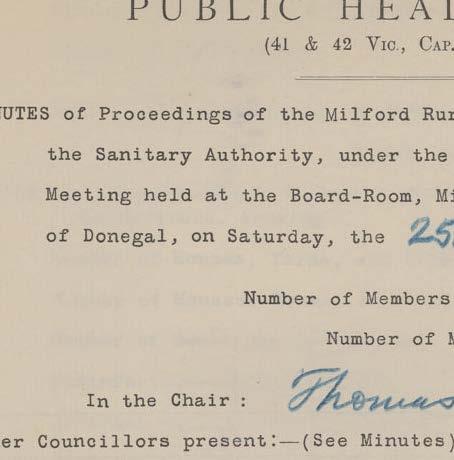 PUBLIC HEAL
(41 & 42 Vic., Cap.
NUTES of Proceedings of the Milford Rur
the Sanitary Authority, under the
Meeting held at the Board-Room, Mi
of Donegal, on Saturday, the 25
Number of Members
Number of M
In the Chair : Thomas
er Councillors present:—(See Minutes)